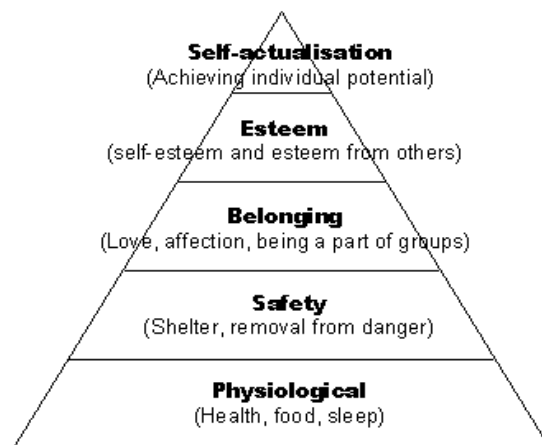 Self-actualisation
(Achieving individual potential)
Esteem
(self-esteem and esteem from others)
Belonging
(Love, affection, being a part of groups)
Safety
(Shelter, removal from danger)
Physiological
(Health, food, sleep)